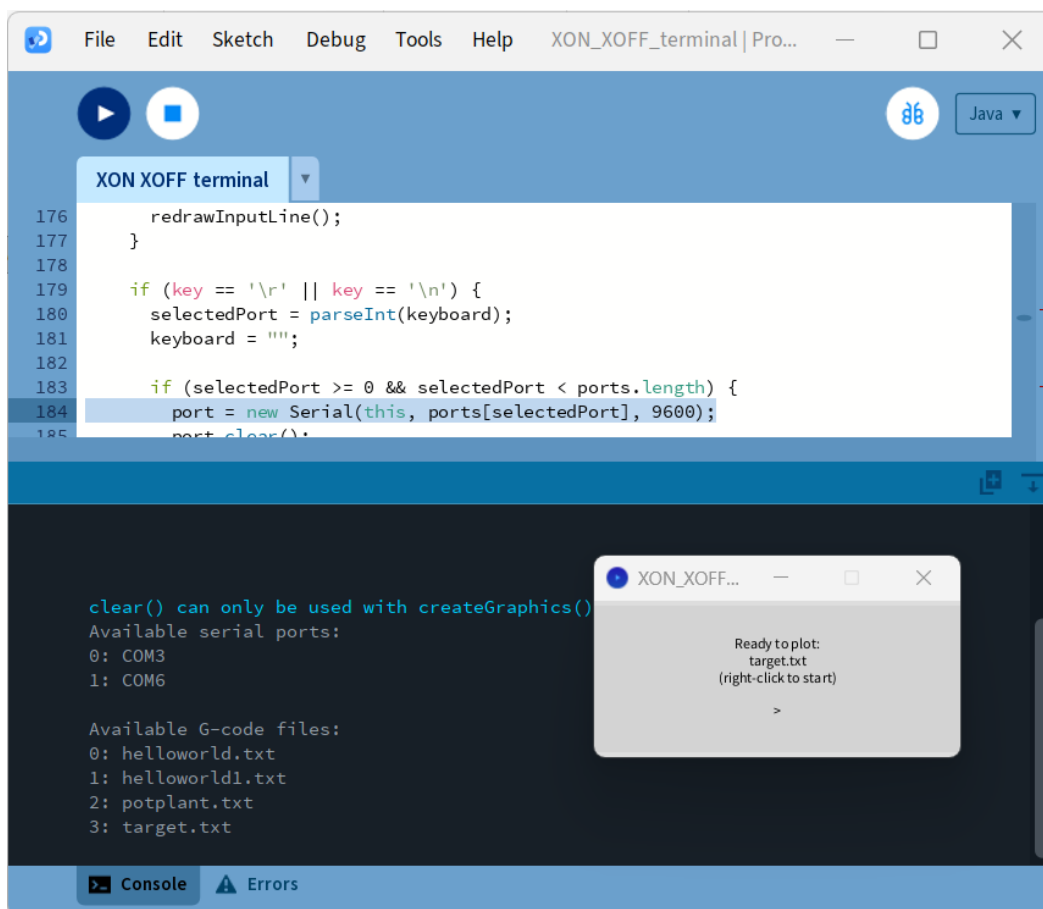 File Edit Sketch Debug Tools Help XON_XOFF_terminal | Pro...
Java ▾
XON XOFF terminal ▾
176 redrawInputLine();
177 }
178
179 if (key == '\r' || key == '\n') {
180 selectedPort = parseInt(keyboard);
181 keyboard = "";
182
183 if (selectedPort >= 0 && selectedPort < ports.length) {
184 port = new Serial(this, ports[selectedPort], 9600);
185 port.clear();
clear() can only be used with createGraphics()
Available serial ports:
0: COM3
1: COM6
Available G-code files:
0: helloworld.txt
1: helloworld1.txt
2: potplant.txt
3: target.txt
XON_XOFF...
Ready to plot:
target.txt
(right-click to start)
>
Console Errors